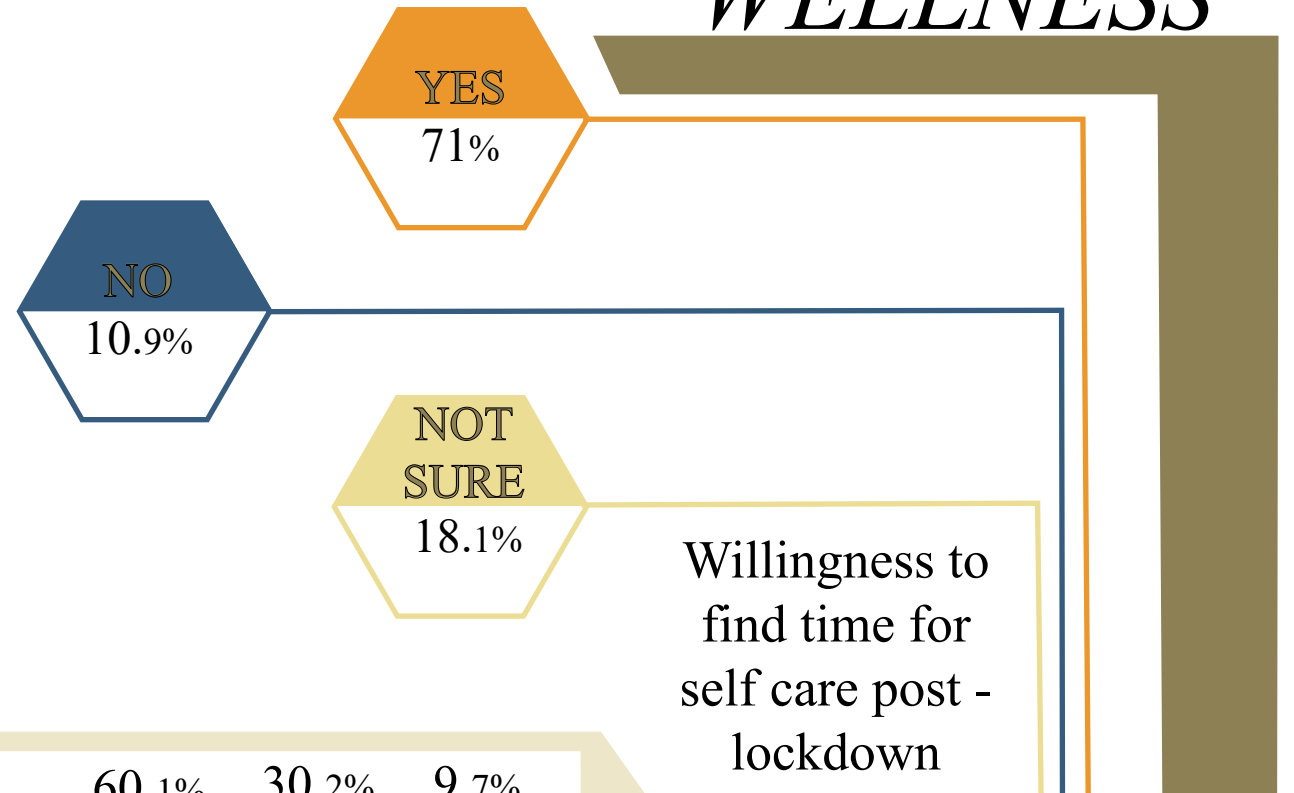 WELLNESS
YES
71%
NO
10.9%
NOT
SURE
18.1%
Willingness to
find time for
self care post -
lockdown
60.1% 30.2% 9.7%